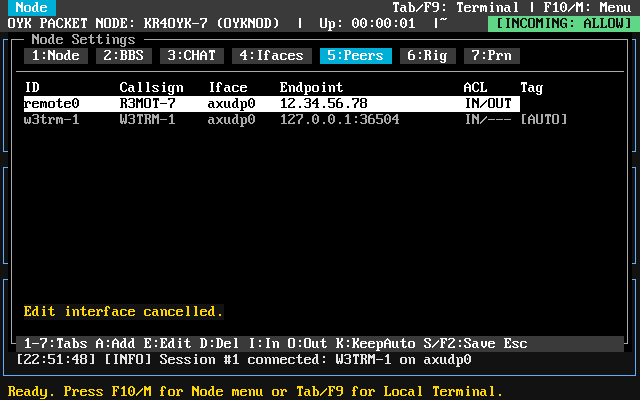 Node Tab/F9: Terminal | F10/M: Menu
OYK PACKET NODE: KR4OYK-7 (OYKNOD) | Up: 00:00:01 |~ [INCOMING: ALLOW]
Node Settings
1:Node 2:BBS 3:CHAT 4:Ifaces 5:Peers 6:Rig 7:Prn
ID Callsign Iface Endpoint ACL Tag
remote0 R3MOT-7 axudp0 12.34.56.78 IN/OUT
w3trm-1 W3TRM-1 axudp0 127.0.0.1:36504 IN/--- [AUTO]
Edit interface cancelled.
1-7:Tabs A:Add E:Edit D:Del I:In O:Out K:KeepAuto S/F2:Save Esc
[22:51:48] [INFO] Session #1 connected: W3TRM-1 on axudp0
Ready. Press F10/M for Node menu or Tab/F9 for Local Terminal.